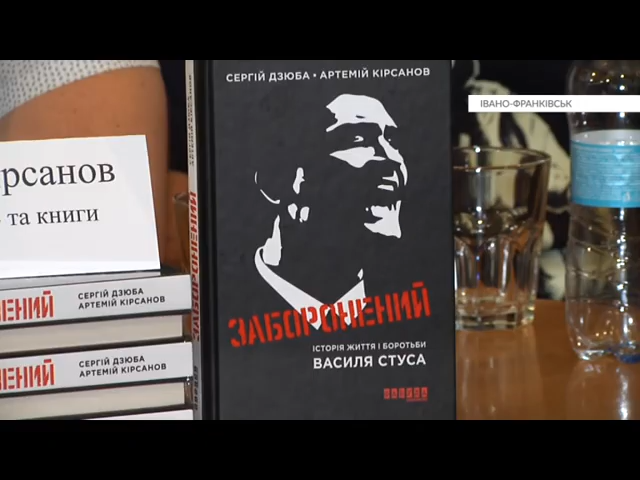 СЕРГІЙ ДЗЮБА • АРТЕМІЙ КІРСАНОВ
ІВАНО-ФРАНКІВСЬК
ірсанов
та книги
ЗАБОРОНЕНИЙ
ІСТОРІЯ ЖИТТЯ І БОРОТЬБИ
ВАСИЛЯ СТУСА
ЗАБОРОНЕНИЙ
НЕНИЙ
СЕРГІЙ ДЗЮБА
АРТЕМІЙ КІРСАНОВ
НЕНИЙ
СЕРГІЙ ДЗЮБА
АРТЕМІЙ КІРСАНОВ